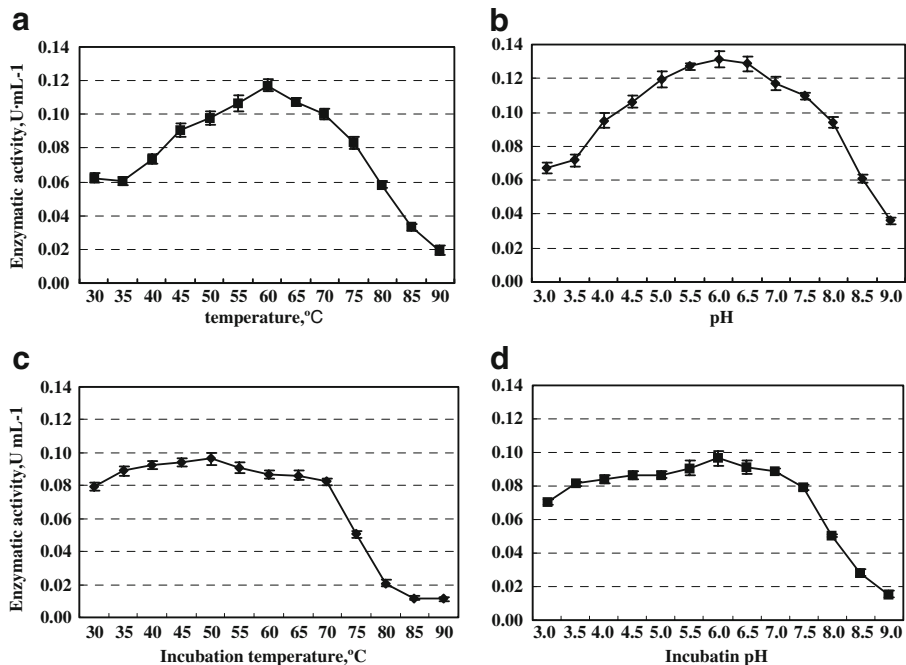 a
Enzymatic activity,U·mL-1
0.14
0.12
0.10
0.08
0.06
0.04
0.02
0.00
30 35 40 45 50 55 60 65 70 75 80 85 90
temperature,ºC
b
0.14
0.12
0.10
0.08
0.06
0.04
0.02
0.00
3.0 3.5 4.0 4.5 5.0 5.5 6.0 6.5 7.0 7.5 8.0 8.5 9.0
pH
c
Enzymatic activity,U mL-1
0.14
0.12
0.10
0.08
0.06
0.04
0.02
0.00
30 35 40 45 50 55 60 65 70 75 80 85 90
Incubation temperature,ºC
d
0.14
0.12
0.10
0.08
0.06
0.04
0.02
0.00
3.0 3.5 4.0 4.5 5.0 5.5 6.0 6.5 7.0 7.5 8.0 8.5 9.0
Incubatin pH